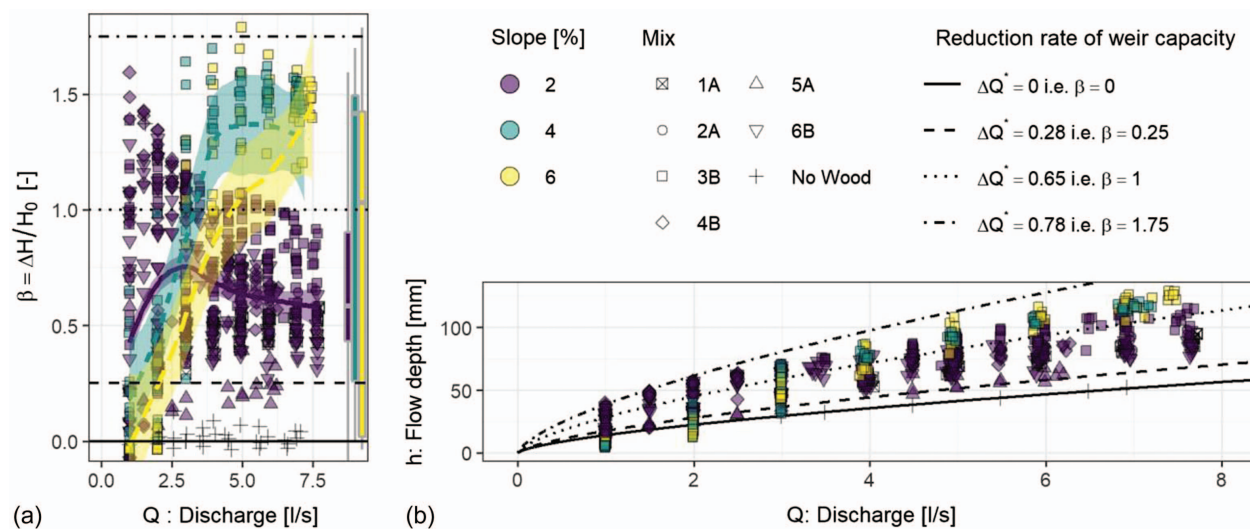 1.5
1.0
0.5
0.0
β = ΔH/H₀ [-]
0.0 2.5 5.0 7.5
(a)
Q : Discharge [l/s]
Slope [%]
2
4
6
Mix
1A
2A
3B
4B
5A
6B
No Wood
Reduction rate of weir capacity
ΔQ* = 0 i.e. β = 0
ΔQ* = 0.28 i.e. β = 0.25
ΔQ* = 0.65 i.e. β = 1
ΔQ* = 0.78 i.e. β = 1.75
h: Flow depth [mm]
100
50
0
0 2 4 6 8
(b)
Q: Discharge [l/s]